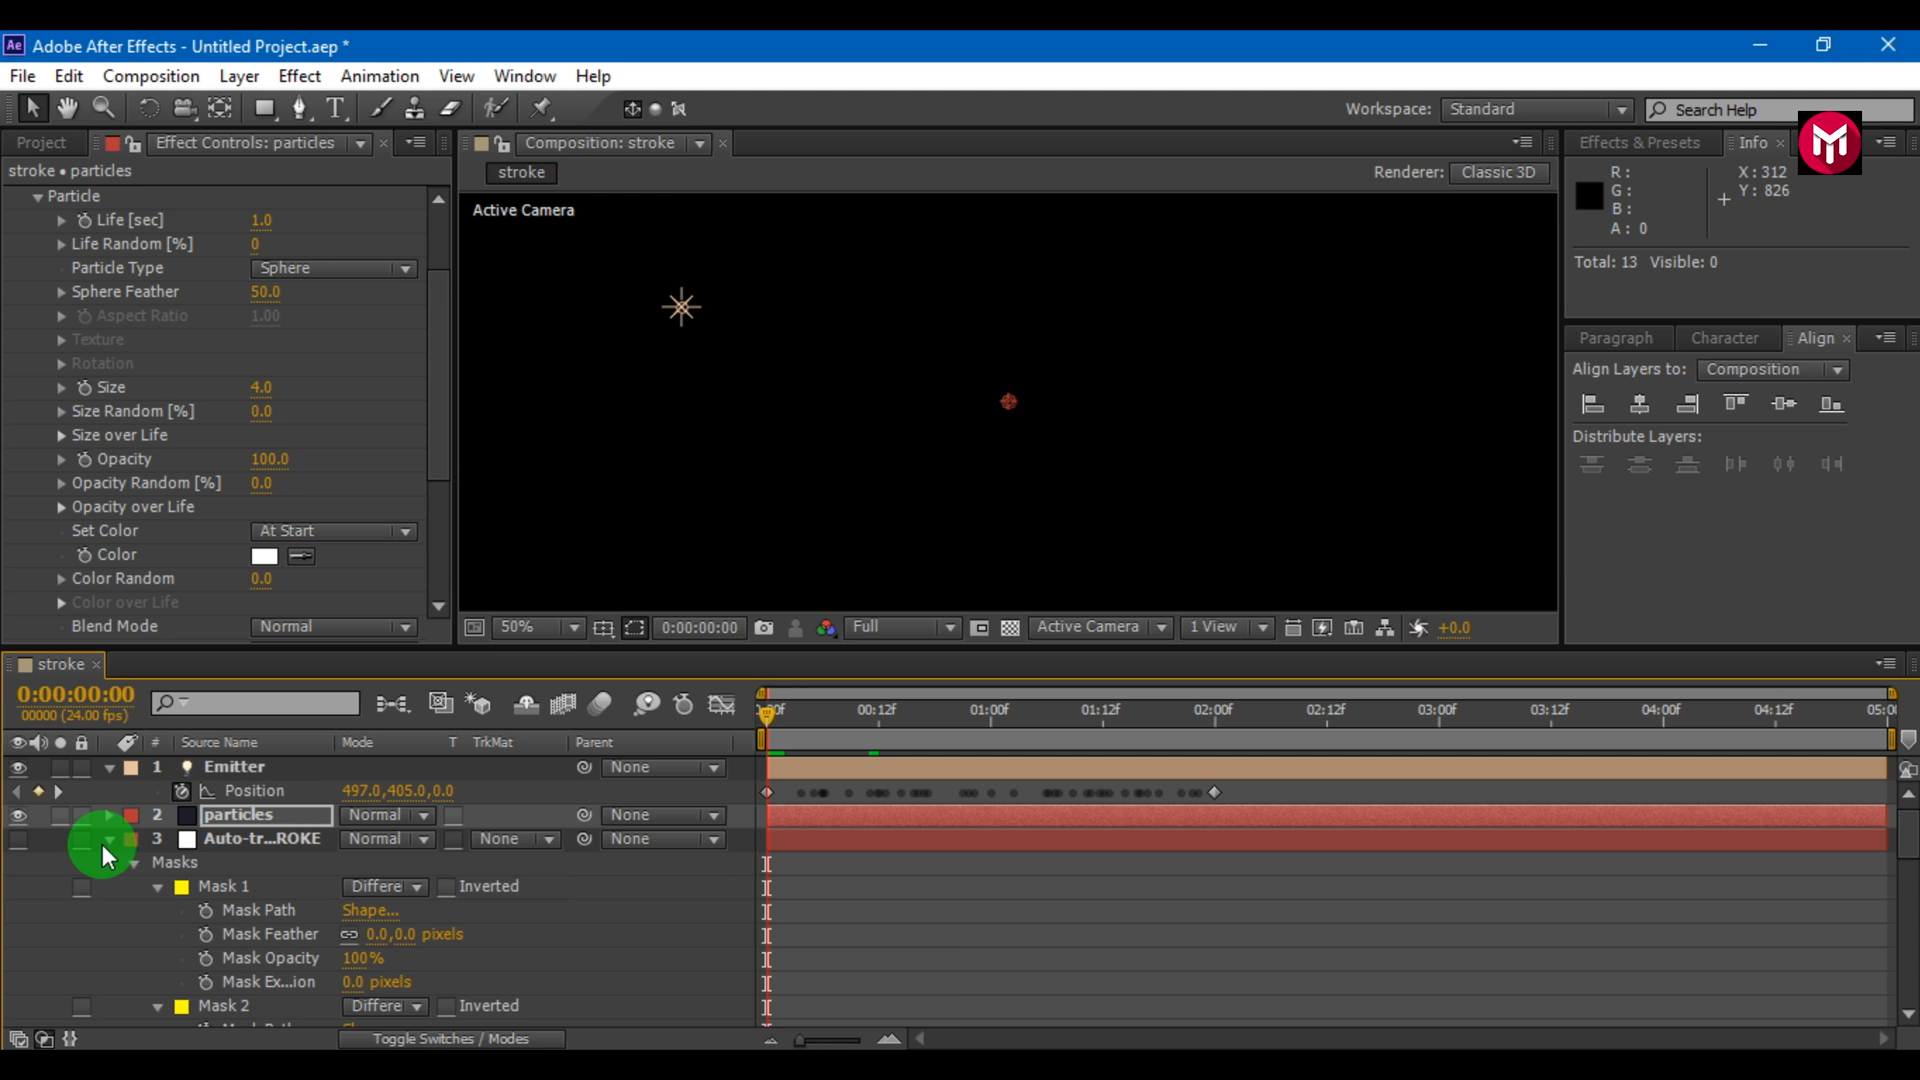 Ae Adobe After Effects - Untitled Project.aep *
File Edit Composition Layer Effect Animation View Window Help
T
Workspace: Standard Search Help
Project Effect Controls: particles Composition: stroke Effects & Presets Info
stroke • particles
stroke Renderer: Classic 3D
Particle
Life [sec] 1.0
Life Random [%] 0
Particle Type Sphere
Sphere Feather 50.0
Aspect Ratio 1.00
Texture
Rotation
Size 4.0
Size Random [%] 0.0
Size over Life
Opacity 100.0
Opacity Random [%] 0.0
Opacity over Life
Set Color At Start
Color
Color Random 0.0
Color over Life
Blend Mode Normal
Active Camera
50% 0:00:00:00 Full Active Camera 1 View +0.0
R:
G:
B:
A: 0
X: 312
Y: 826
Total: 13 Visible: 0
Paragraph Character Align
Align Layers to: Composition
Distribute Layers:
stroke
0:00:00:00
00000 (24.00 fps)
00:12f 01:00f 01:12f 02:00f 02:12f 03:00f 03:12f 04:00f 04:12f
# Source Name Mode T TrkMat Parent
1 Emitter None
Position 497.0,405.0,0.0
2 particles Normal None
3 Auto-tr...ROKE Normal None None
Masks
Mask 1 Differe Inverted
Mask Path Shape...
Mask Feather 0.0,0.0 pixels
Mask Opacity 100%
Mask Ex...ion 0.0 pixels
Mask 2 Differe Inverted
Toggle Switches / Modes